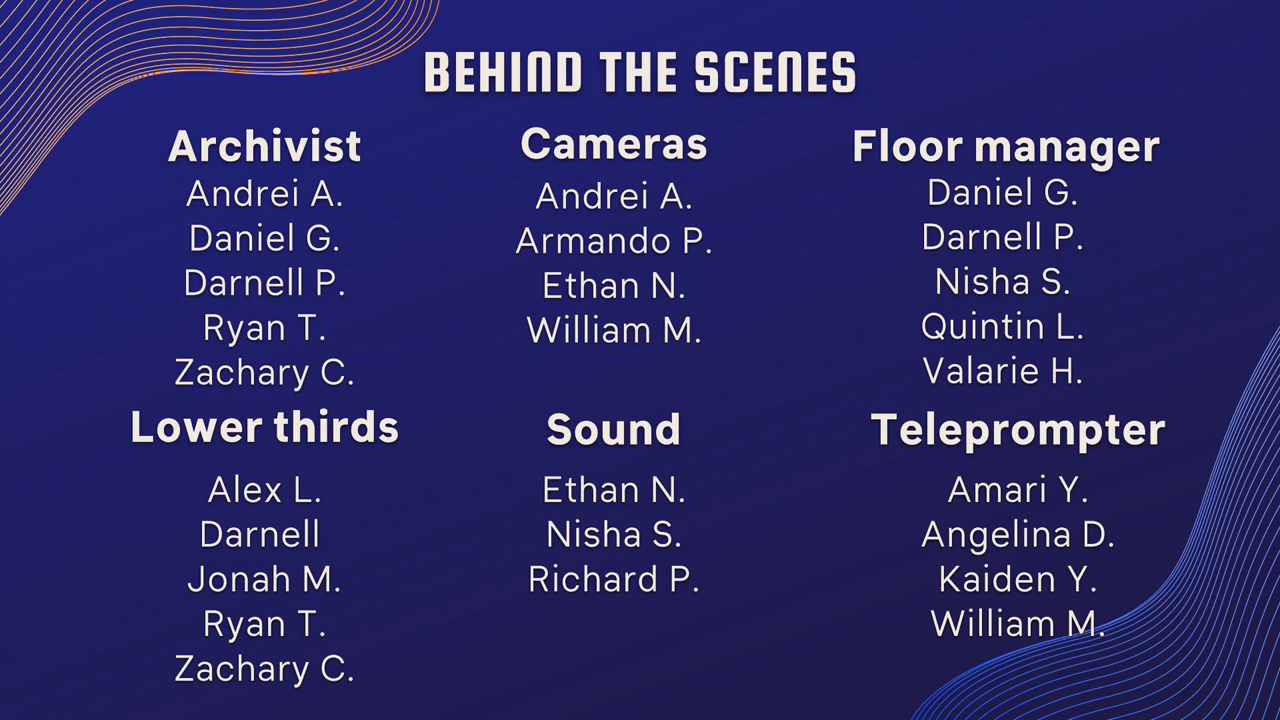 BEHIND THE SCENES
Archivist
Andrei A.
Daniel G.
Darnell P.
Ryan T.
Zachary C.
Cameras
Andrei A.
Armando P.
Ethan N.
William M.
Floor manager
Daniel G.
Darnell P.
Nisha S.
Quintin L.
Valarie H.
Lower thirds
Alex L.
Darnell
Jonah M.
Ryan T.
Zachary C.
Sound
Ethan N.
Nisha S.
Richard P.
Teleprompter
Amari Y.
Angelina D.
Kaiden Y.
William M.